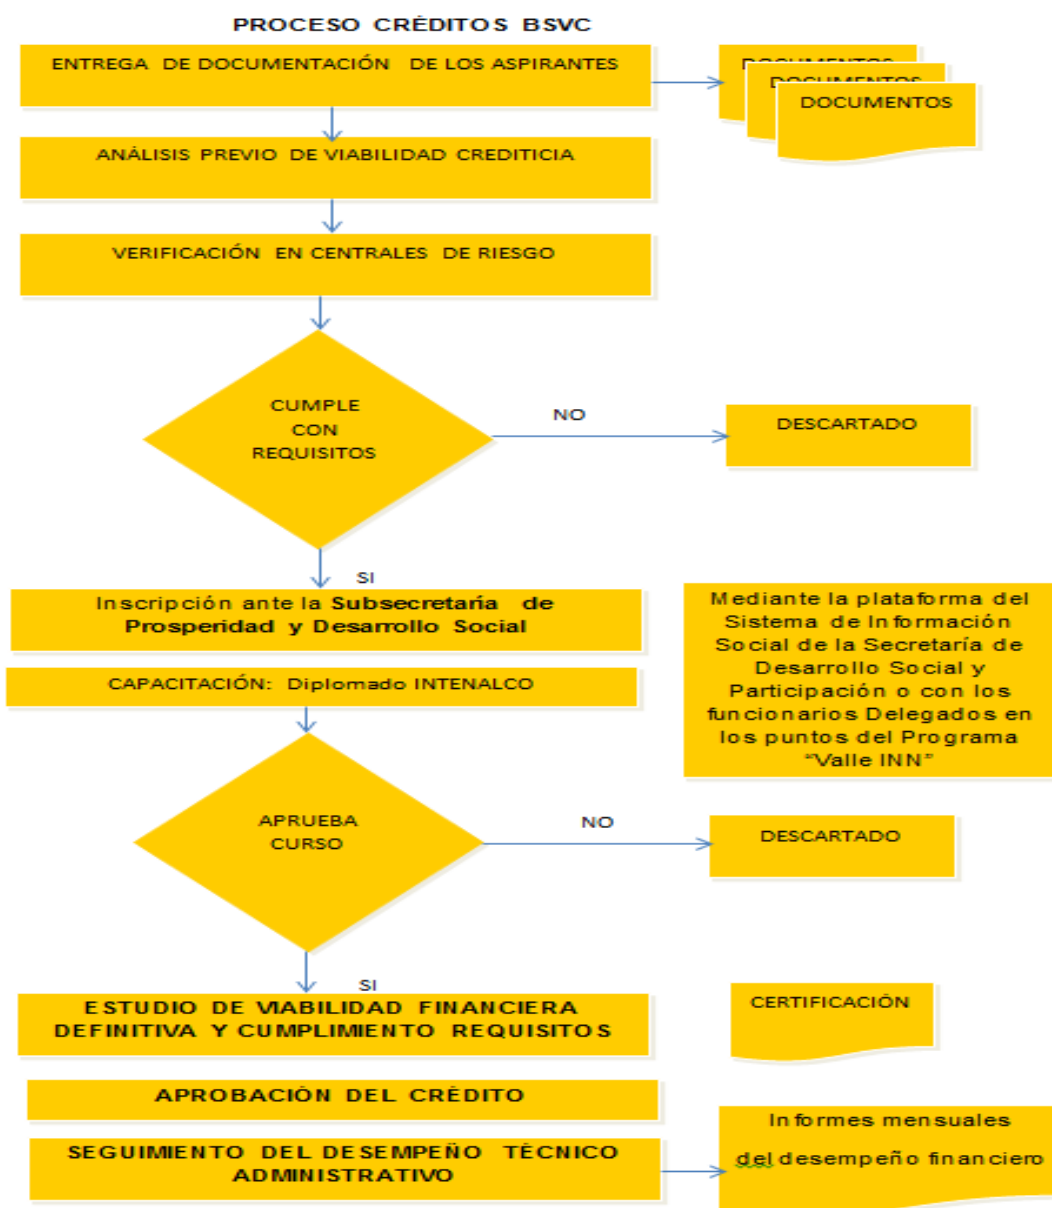 PROCESO CRÉDITOS BSVC
ENTREGA DE DOCUMENTACIÓN DE LOS ASPIRANTES
DOCUMENTOS
DOCUMENTOS
DOCUMENTOS
ANÁLISIS PREVIO DE VIABILIDAD CREDITICIA
VERIFICACIÓN EN CENTRALES DE RIESGO
CUMPLE
CON
REQUISITOS
NO
DESCARTADO
SI
Inscripción ante la Subsecretaría de
Prosperidad y Desarrollo Social
Mediante la plataforma del
Sistema de Información
Social de la Secretaría de
Desarrollo Social y
Participación o con los
funcionarios Delegados en
los puntos del Programa
“Valle INN”
CAPACITACIÓN: Diplomado INTENALCO
APRUEBA
CURSO
NO
DESCARTADO
SI
ESTUDIO DE VIABILIDAD FINANCIERA
DEFINITIVA Y CUMPLIMIENTO REQUISITOS
CERTIFICACIÓN
APROBACIÓN DEL CRÉDITO
SEGUIMIENTO DEL DESEMPEÑO TÉCNICO
ADMINISTRATIVO
Informes mensuales
del desempeño financiero